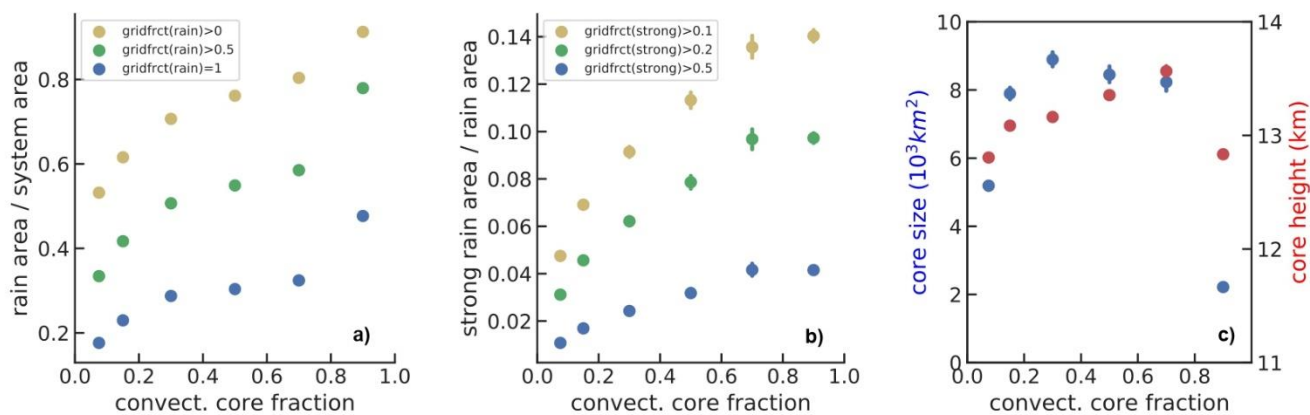 gridfrct(rain)>0
gridfrct(rain)>0.5
gridfrct(rain)=1
rain area / system area
0.8
0.6
0.4
0.2
0.0 0.2 0.4 0.6 0.8 1.0
convect. core fraction
a)
gridfrct(strong)>0.1
gridfrct(strong)>0.2
gridfrct(strong)>0.5
strong rain area / rain area
0.14
0.12
0.10
0.08
0.06
0.04
0.02
0.0 0.2 0.4 0.6 0.8 1.0
convect. core fraction
b)
core size (10³km²)
10
8
6
4
2
0
0.0 0.2 0.4 0.6 0.8
convect. core fraction
c)
14
13
12
11
core height (km)